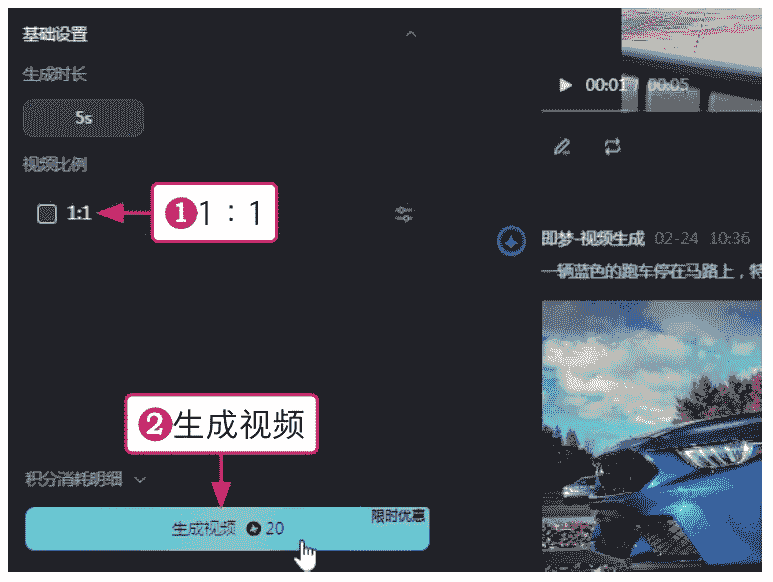 基础设置
生成时长
5s
视频比例
1:1
❶1：1
❷生成视频
积分消耗明细
限时优惠
生成视频 20
00:01 / 00:05
即梦-视频生成 02-24 10:36
一辆蓝色的跑车停在马路上，特